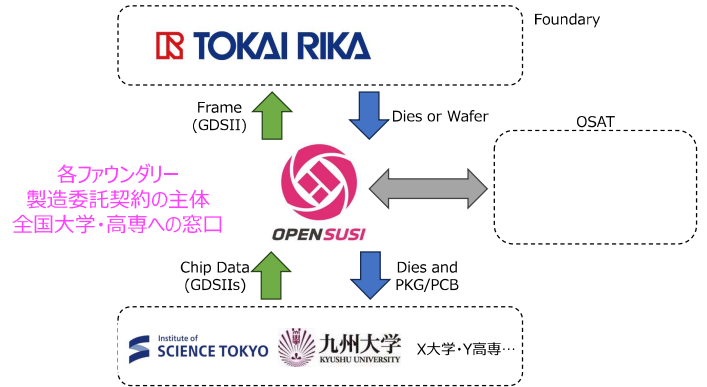 Foundary
TOKAI RIKA
Frame
(GDSII)
Dies or Wafer
OSAT
各ファウンダリー
製造委託契約の主体
全国大学・高専への窓口
OPENSUSI
Chip Data
(GDSIIs)
Dies and
PKG/PCB
Institute of
SCIENCE TOKYO
九州大学
KYUSHU UNIVERSITY
X大学・Y高専…